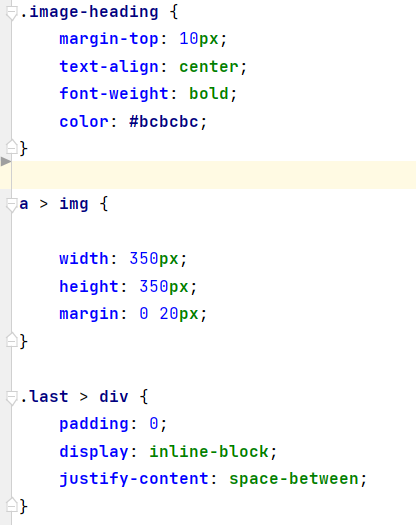 .image-heading {
    margin-top: 10px;
    text-align: center;
    font-weight: bold;
    color: #bcbcbc;
}
a > img {
    width: 350px;
    height: 350px;
    margin: 0 20px;
}
.last > div {
    padding: 0;
    display: inline-block;
    justify-content: space-between;
}